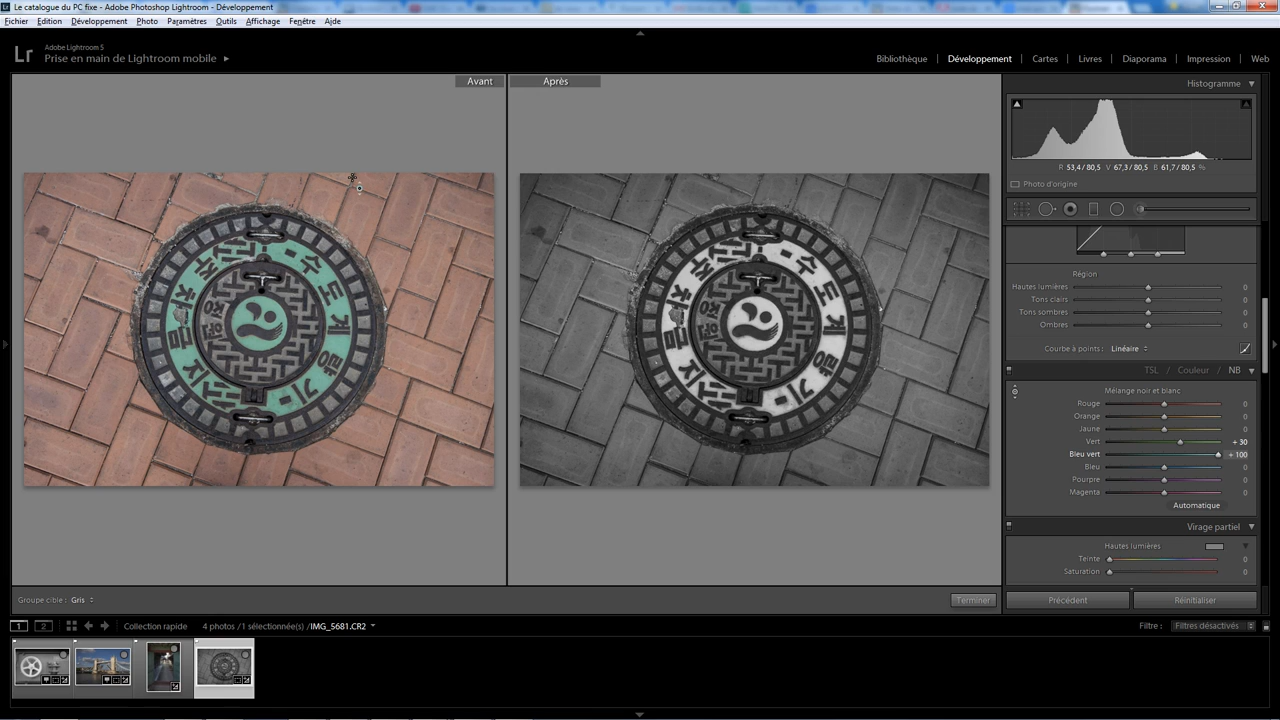 Le catalogue du PC fixe - Adobe Photoshop Lightroom - Développement
Fichier Edition Développement Photo Paramètres Outils Affichage Fenêtre Aide
Lr
Adobe Lightroom 5
Prise en main de Lightroom mobile
Bibliothèque | Développement | Cartes | Livres | Diaporama | Impression | Web
Avant
Après
Histogramme
R 53,4 / 80,5 V 67,3 / 80,5 B 61,7 / 80,5 %
Photo d'origine
Région
Hautes lumières 0
Tons clairs 0
Tons sombres 0
Ombres 0
Courbe à points : Linéaire
TSL / Couleur / NB
Mélange noir et blanc
Rouge 0
Orange 0
Jaune 0
Vert + 30
Bleu vert + 100
Bleu 0
Pourpre 0
Magenta 0
Automatique
Virage partiel
Hautes lumières
Teinte 0
Saturation 0
Groupe cible : Gris
Terminer
Précédent
Réinitialiser
1 2 Collection rapide 4 photos /1 sélectionnée(s) /IMG_5681.CR2
Filtre : Filtres désactivés